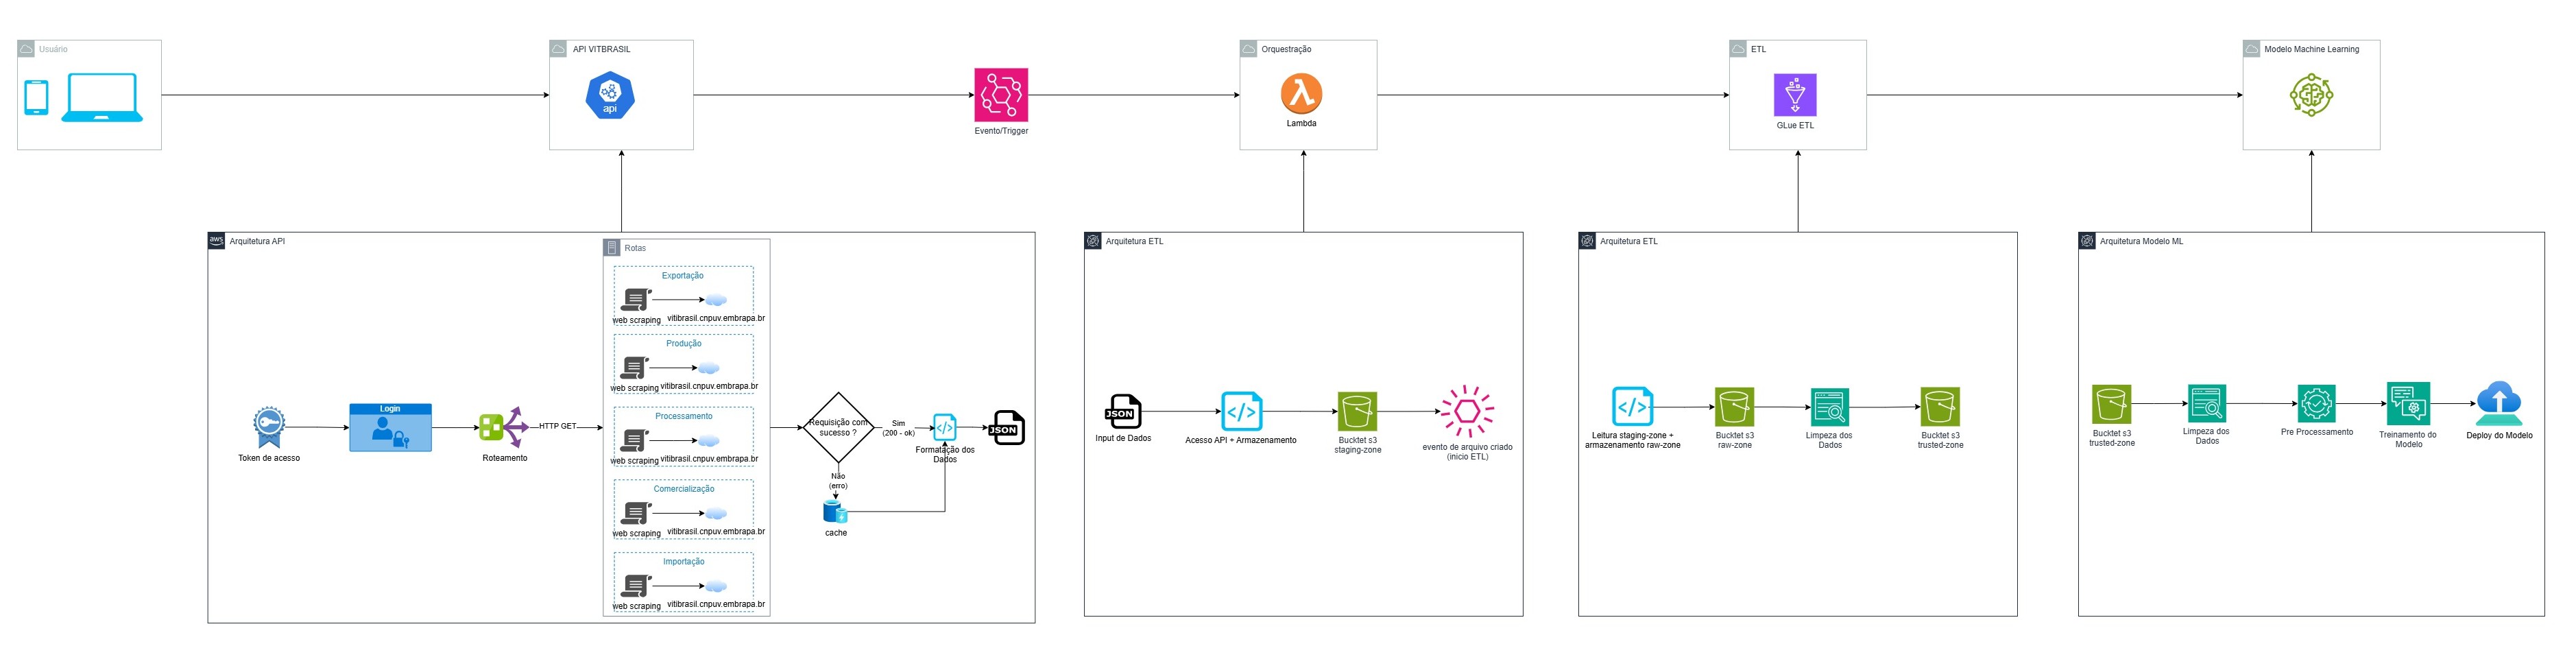 Usuário
API VITBRASIL
api
Evento/Trigger
Orquestração
Lambda
ETL
GLue ETL
Modelo Machine Learning
aws
Arquitetura API
Token de acesso
Login
Roteamento
HTTP GET
Rotas
Exportação
web scraping
vitibrasil.cnpuv.embrapa.br
Produção
web scraping
vitibrasil.cnpuv.embrapa.br
Processamento
web scraping
vitibrasil.cnpuv.embrapa.br
Comercialização
web scraping
vitibrasil.cnpuv.embrapa.br
Importação
web scraping
vitibrasil.cnpuv.embrapa.br
Requisição com
sucesso ?
Sim
(200 - ok)
Não
(erro)
cache
Formatação dos
Dados
JSON
Arquitetura ETL
JSON
Input de Dados
Acesso API + Armazenamento
Bucktet s3
staging-zone
evento de arquivo criado
(inicio ETL)
Arquitetura ETL
Leitura staging-zone +
armazenamento raw-zone
Bucktet s3
raw-zone
Limpeza dos
Dados
Bucktet s3
trusted-zone
Arquitetura Modelo ML
Bucktet s3
trusted-zone
Limpeza dos
Dados
Pre Processamento
Treinamento do
Modelo
Deploy do Modelo